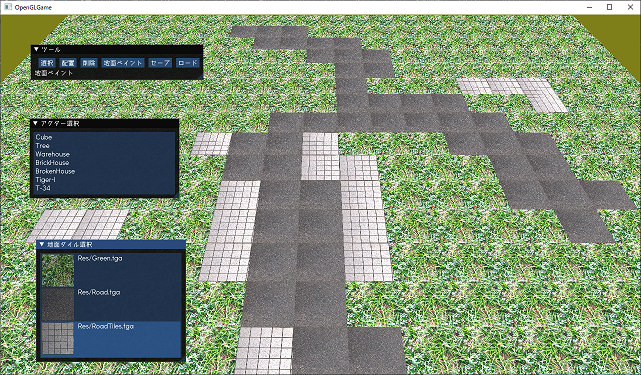 OpenGLGame
▼ ツール
選択 配置 削除 地面ペイント セーブ ロード
地面ペイント
▼ アクター選択
Cube
Tree
Warehouse
BrickHouse
BrokenHouse
Tiger-I
T-34
▼ 地面タイル選択
Res/Green.tga
Res/Road.tga
Res/RoadTiles.tga